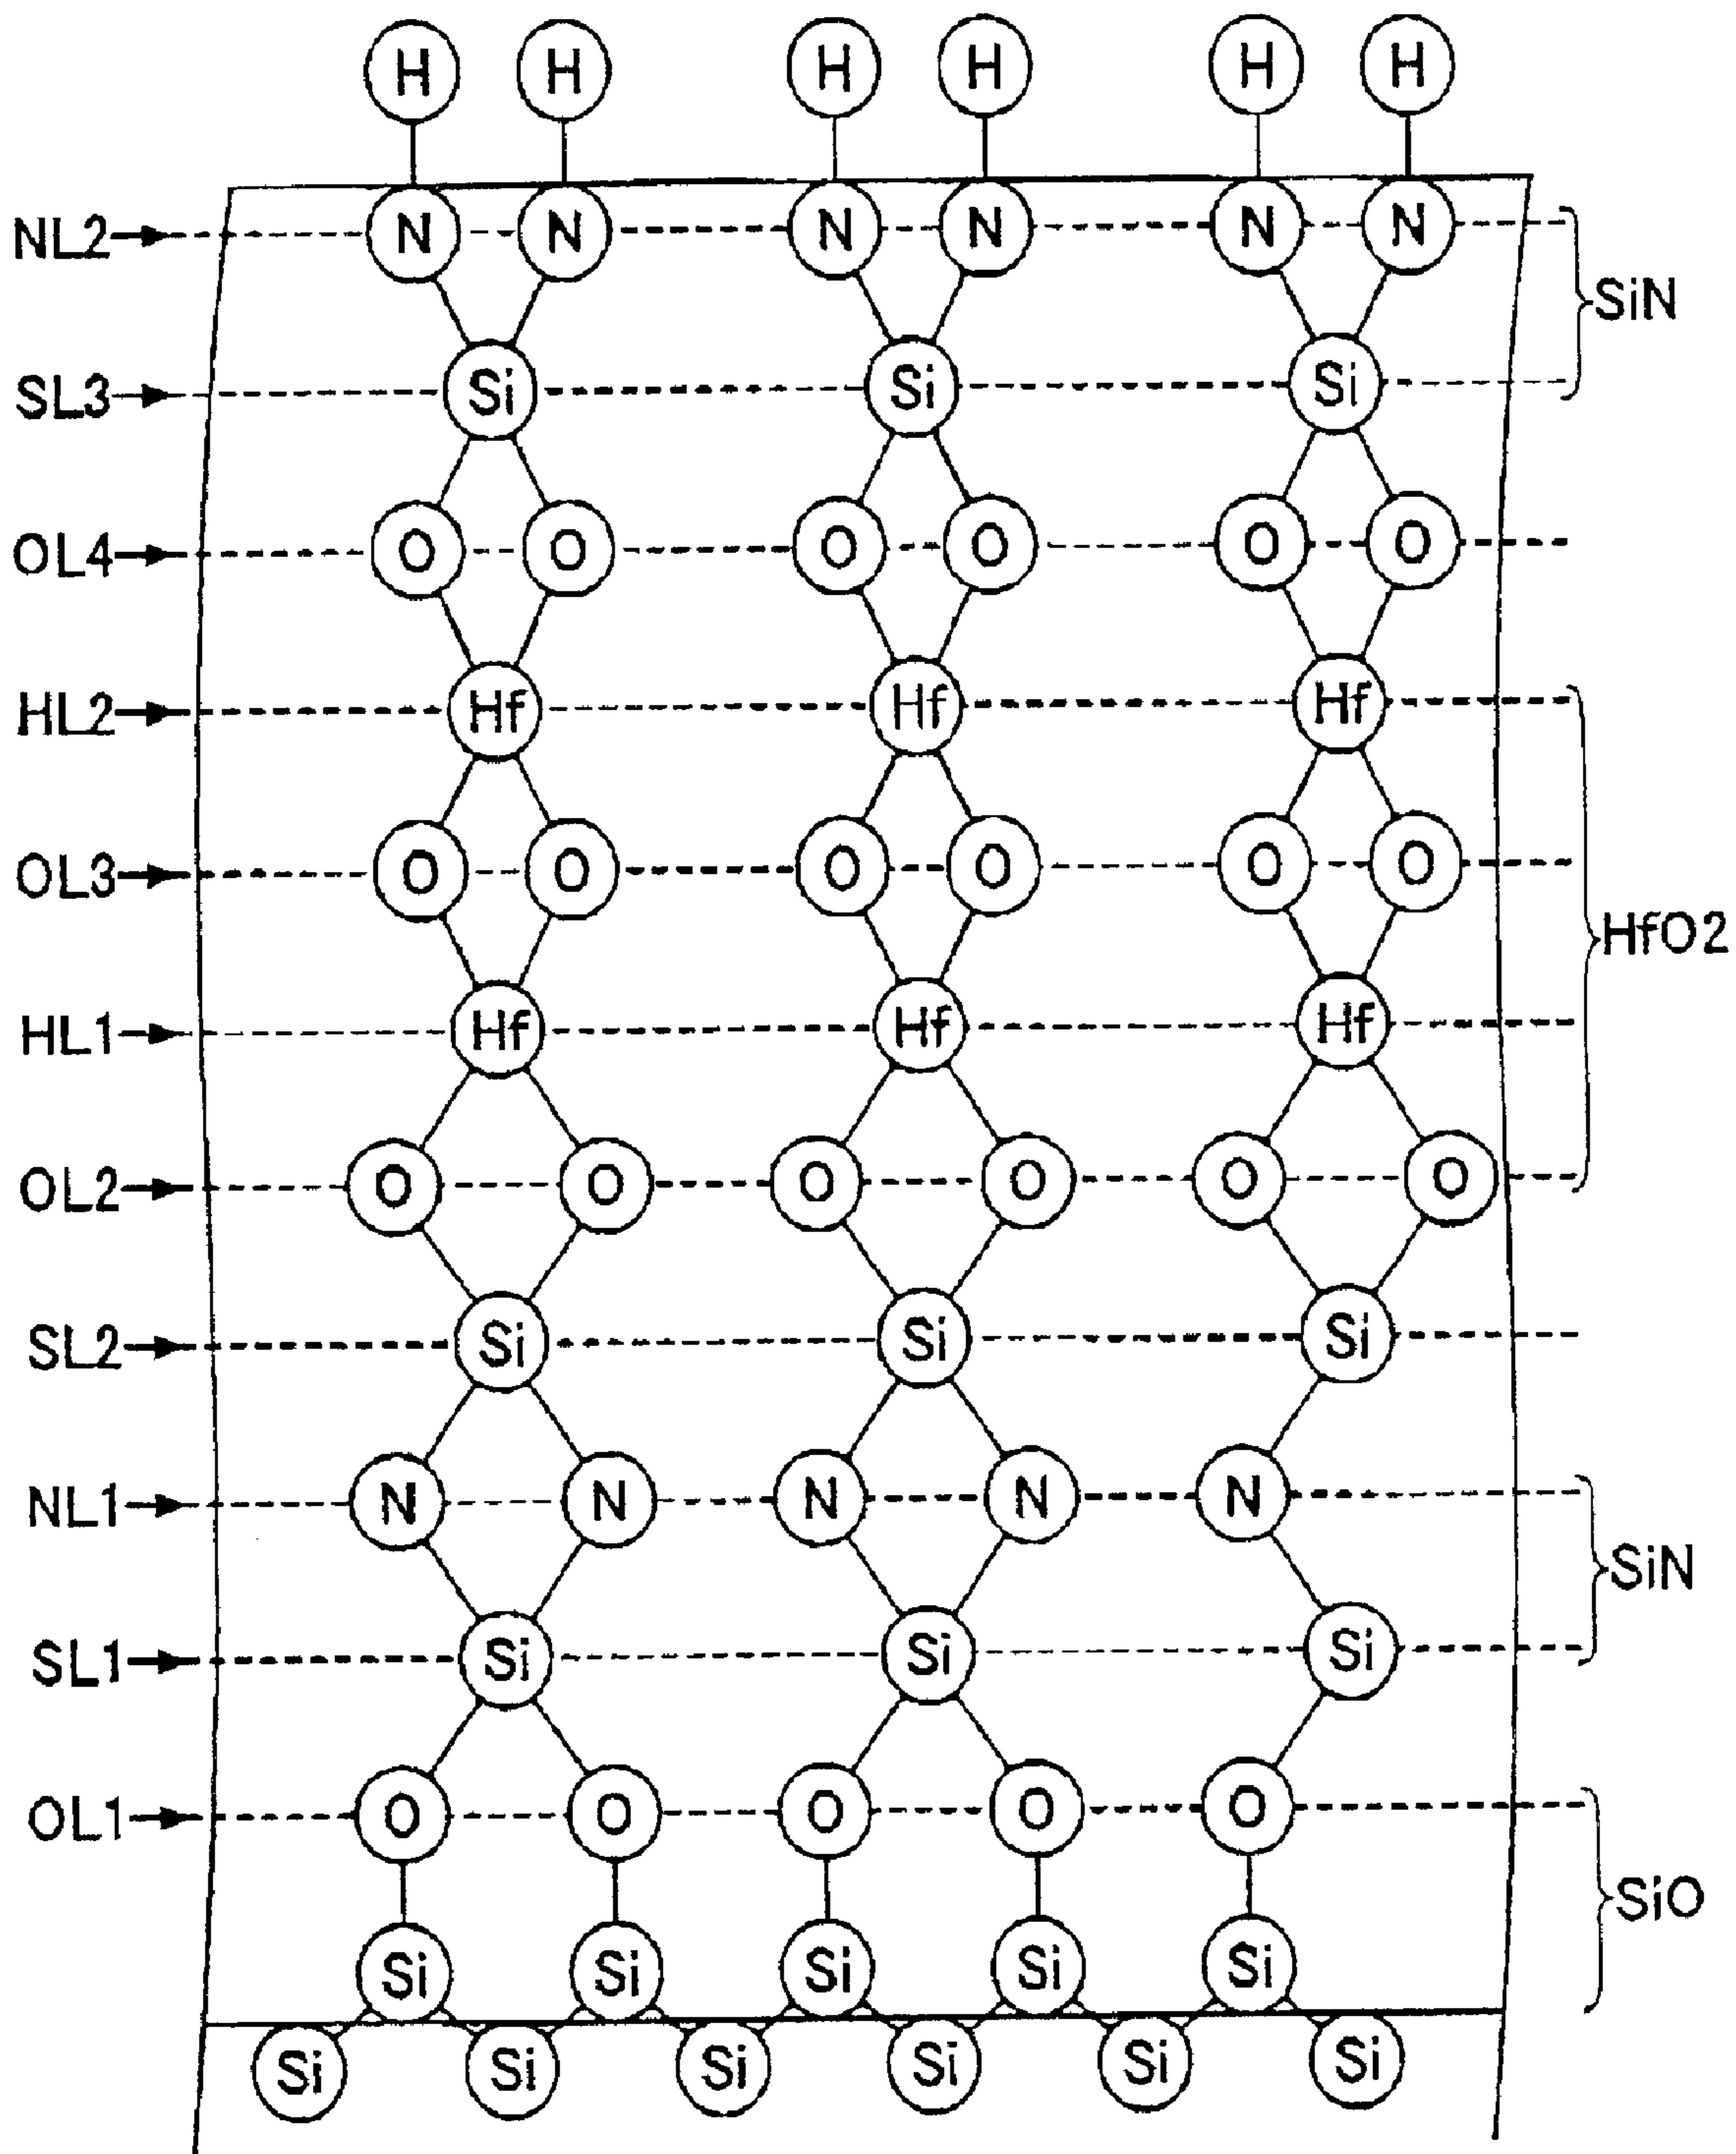 H H H H H H
NL2 N N N N N N
SiN
SL3 Si Si Si
OL4 O O O O O O
HL2 Hf Hf Hf
OL3 O O O O O O
HfO2
HL1 Hf Hf Hf
OL2 O O O O O O
SL2 Si Si Si
NL1 N N N N N
SiN
SL1 Si Si Si
OL1 O O O O O
SiO
Si Si Si Si Si
Si Si Si Si Si Si